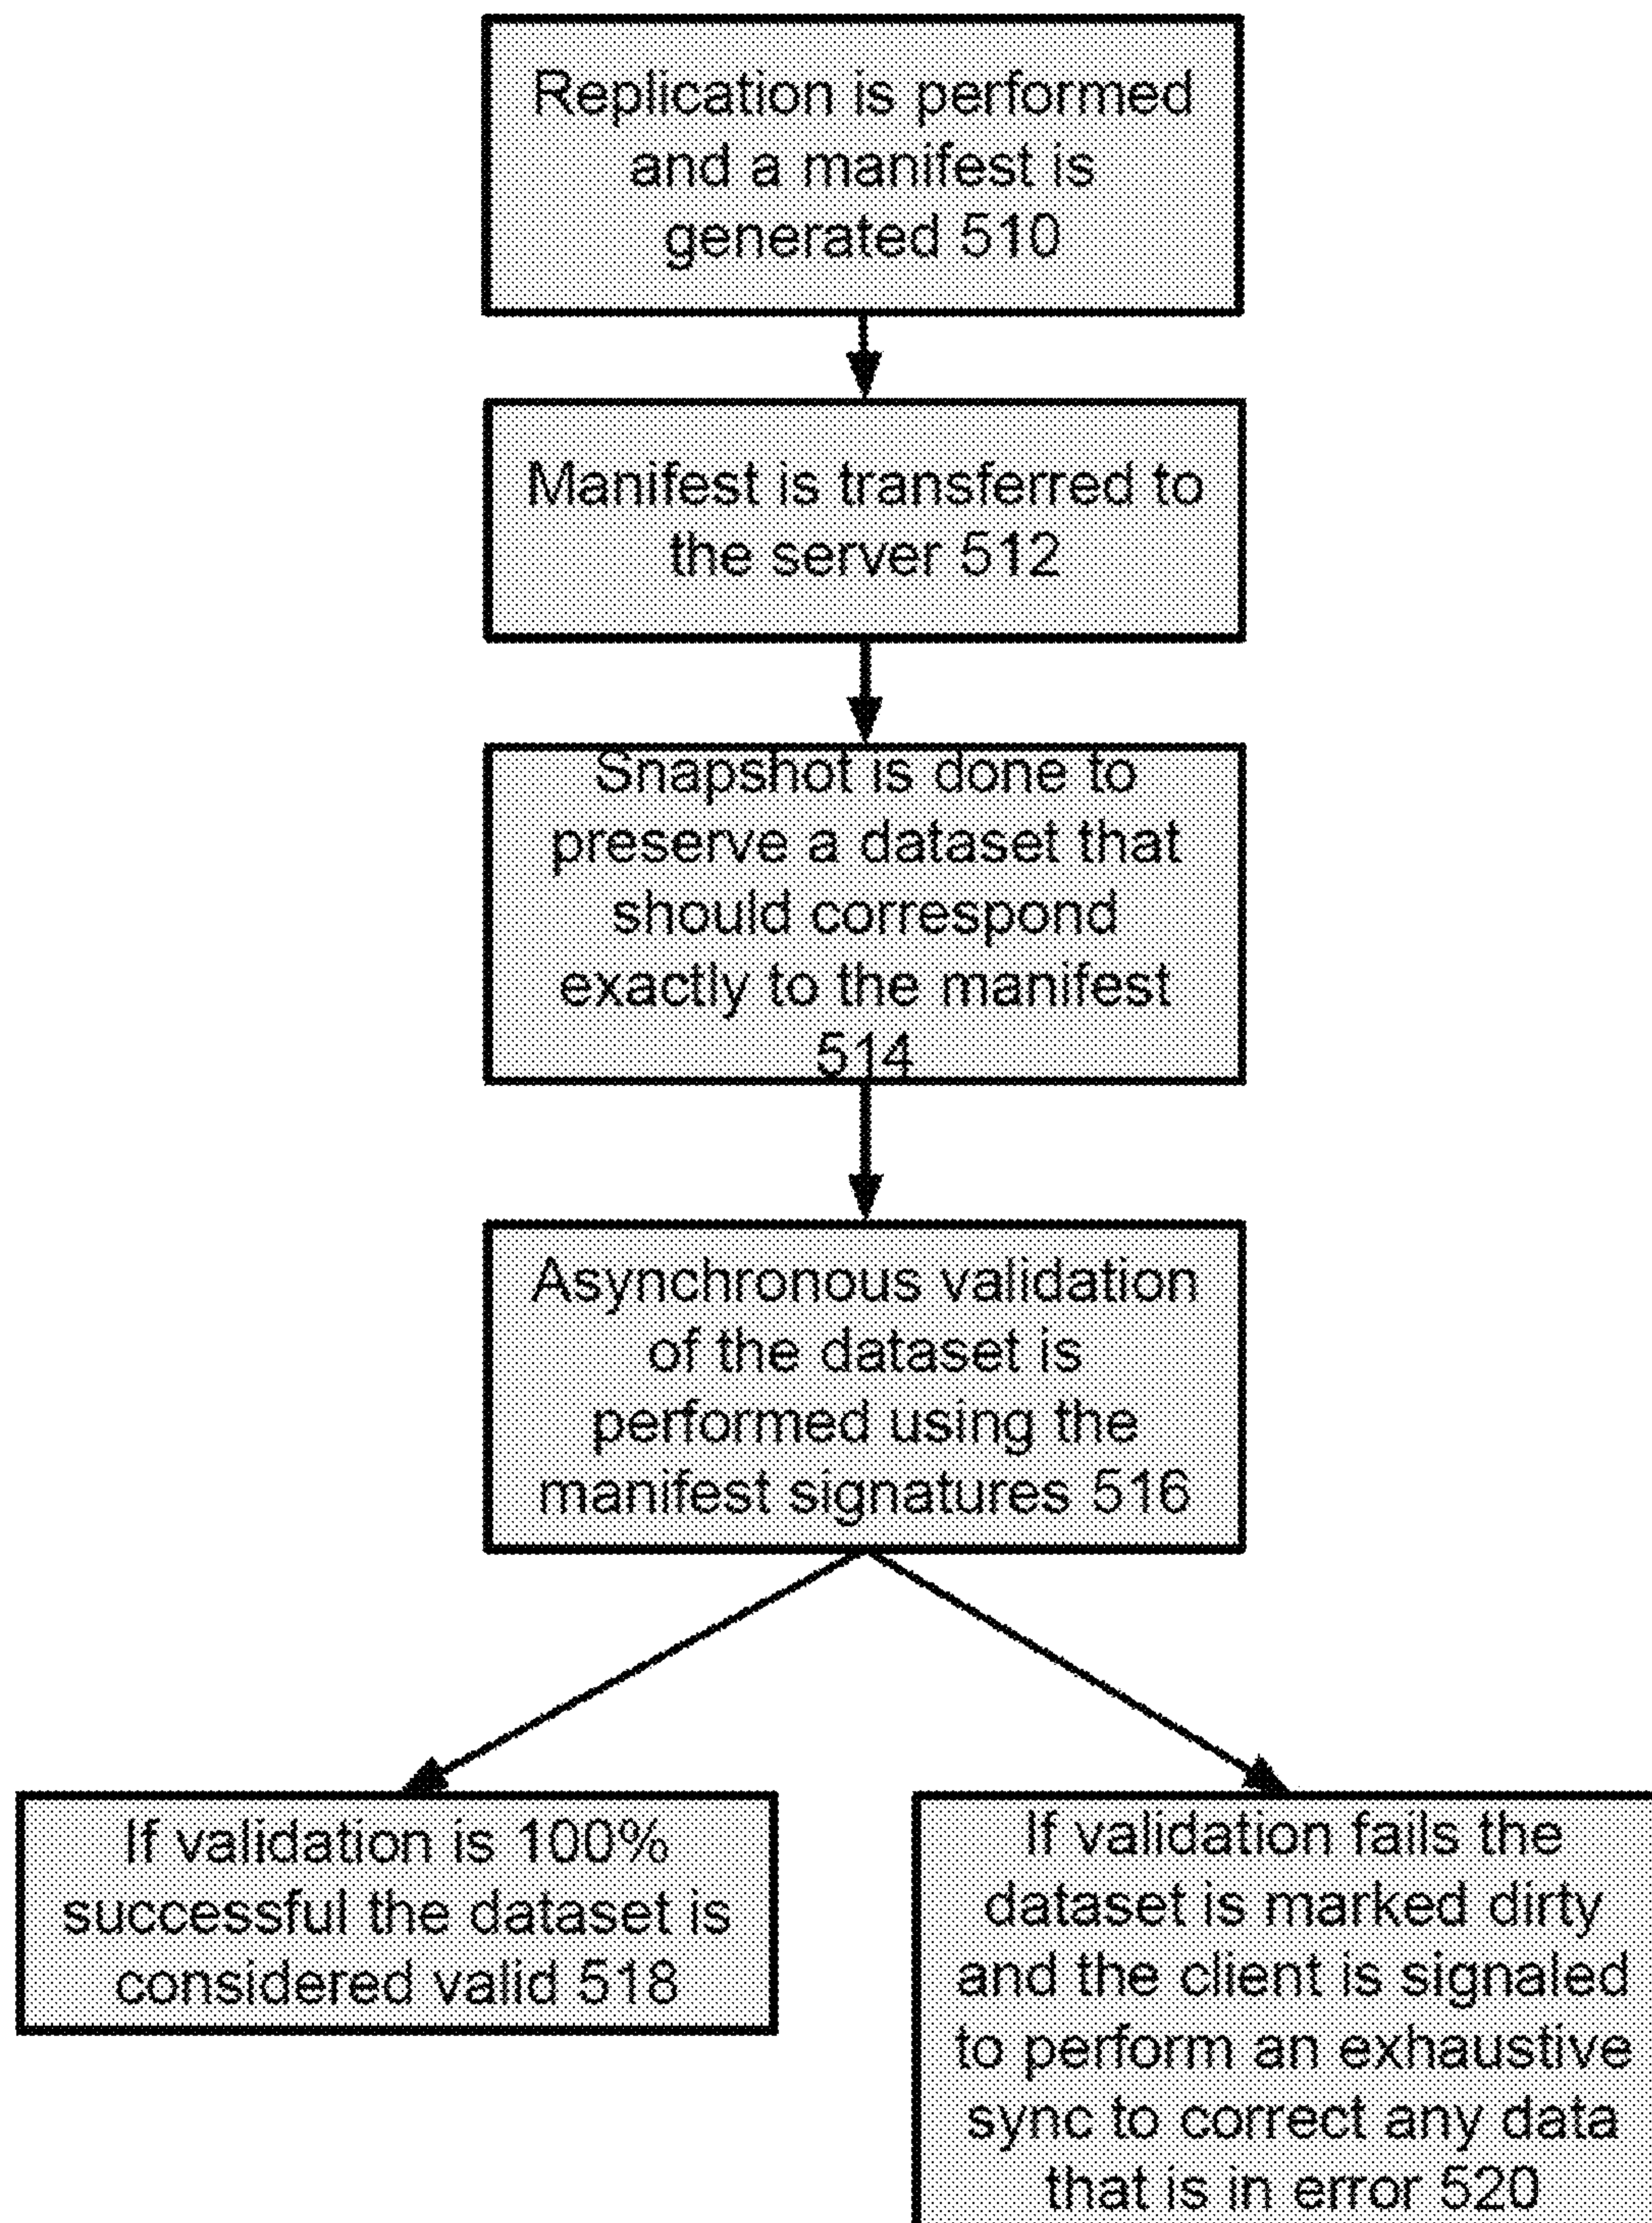 Replication is performed
and a manifest is
generated 510
Manifest is transferred to
the server 512
Snapshot is done to
preserve a dataset that
should correspond
exactly to the manifest
514
Asynchronous validation
of the dataset is
performed using the
manifest signatures 516
If validation is 100%
successful the dataset is
considered valid 518
If validation fails the
dataset is marked dirty
and the client is signaled
to perform an exhaustive
sync to correct any data
that is in error 520